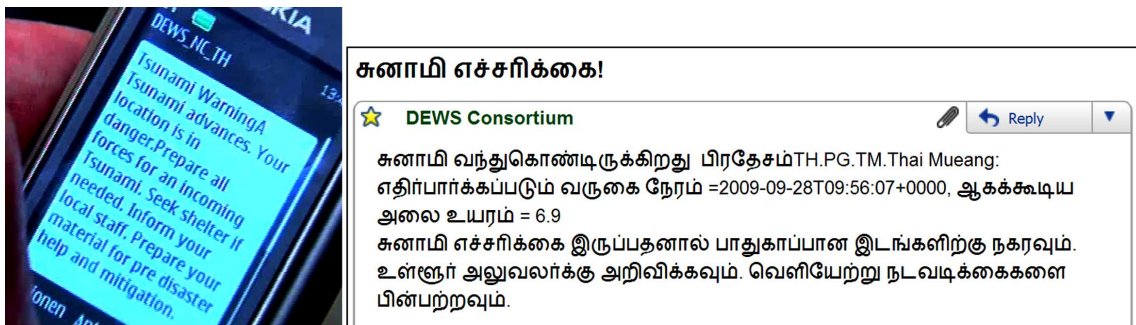 KIA
DEWS_NC_TH
Tsunami WarningA
Tsunami advances. Your
location is in
danger.Prepare all
forces for an incoming
Tsunami. Seek shelter if
needed. Inform your
local staff. Prepare your
material for pre disaster
help and mitigation.
ionen
சுனாமி எச்சரிக்கை!
DEWS Consortium
Reply
சுனாமி வந்துகொண்டிருக்கிறது பிரதேசம்TH.PG.TM.Thai Mueang:
எதிர்பார்க்கப்படும் வருகை நேரம் =2009-09-28T09:56:07+0000, ஆகக்கூடிய
அலை உயரம் = 6.9
சுனாமி எச்சரிக்கை இருப்பதனால் பாதுகாப்பான இடங்களிற்கு நகரவும்.
உள்ளூர் அலுவலர்க்கு அறிவிக்கவும். வெளியேற்று நடவடிக்கைகளை
பின்பற்றவும்.